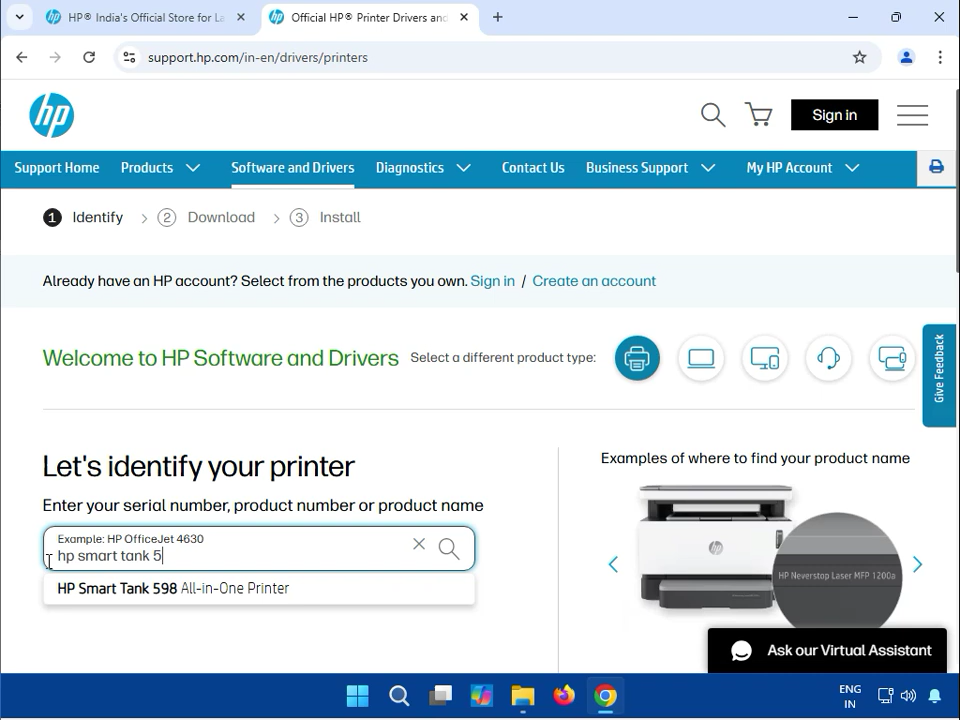 HP® India's Official Store for La
Official HP® Printer Drivers and
support.hp.com/in-en/drivers/printers
hp
Sign in
Support Home
Products
Software and Drivers
Diagnostics
Contact Us
Business Support
My HP Account
1 Identify
2 Download
3 Install
Already have an HP account? Select from the products you own. Sign in / Create an account
Welcome to HP Software and Drivers
Select a different product type:
Give Feedback
Let's identify your printer
Enter your serial number, product number or product name
Example: HP OfficeJet 4630
hp smart tank 5
HP Smart Tank 598 All-in-One Printer
Examples of where to find your product name
hp
HP Neverstop Laser MFP 1200a
Ask our Virtual Assistant
ENG
IN